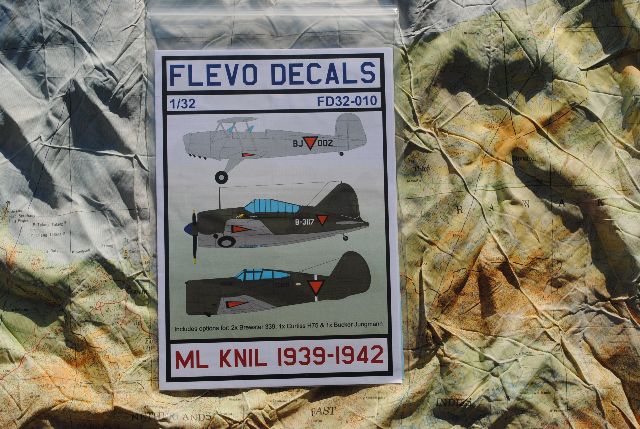 FLEVO DECALS
1/32 FD32-010
BJ 002
B-3117
Includes options for: 2x Brewster 339, 1x Curtiss H75 & 1x Bucker Jungmann
ML KNIL 1939-1942
EAST
INDIES